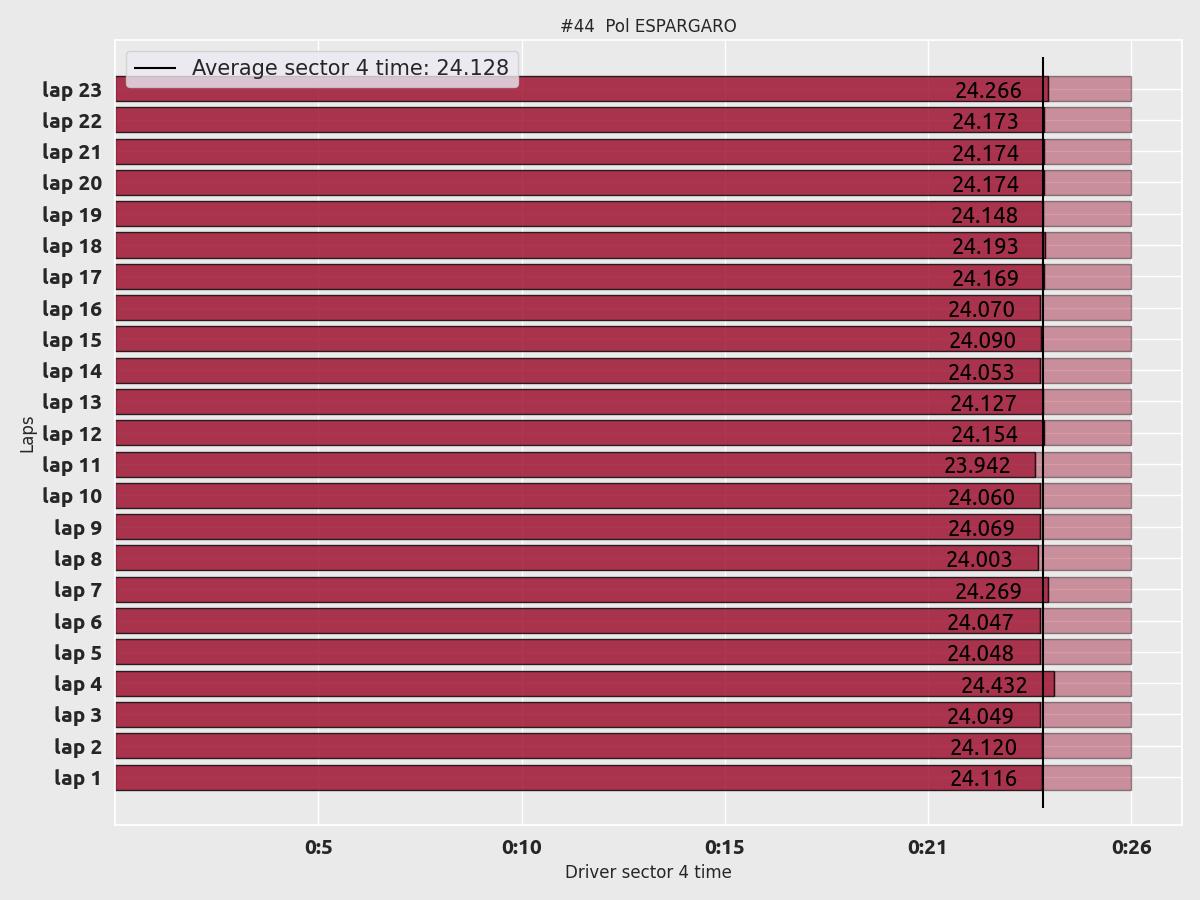 #44  Pol ESPARGARO
Average sector 4 time: 24.128
lap 23 24.266
lap 22 24.173
lap 21 24.174
lap 20 24.174
lap 19 24.148
lap 18 24.193
lap 17 24.169
lap 16 24.070
lap 15 24.090
lap 14 24.053
lap 13 24.127
lap 12 24.154
lap 11 23.942
lap 10 24.060
lap 9 24.069
lap 8 24.003
lap 7 24.269
lap 6 24.047
lap 5 24.048
lap 4 24.432
lap 3 24.049
lap 2 24.120
lap 1 24.116
Laps
0:5 0:10 0:15 0:21 0:26
Driver sector 4 time